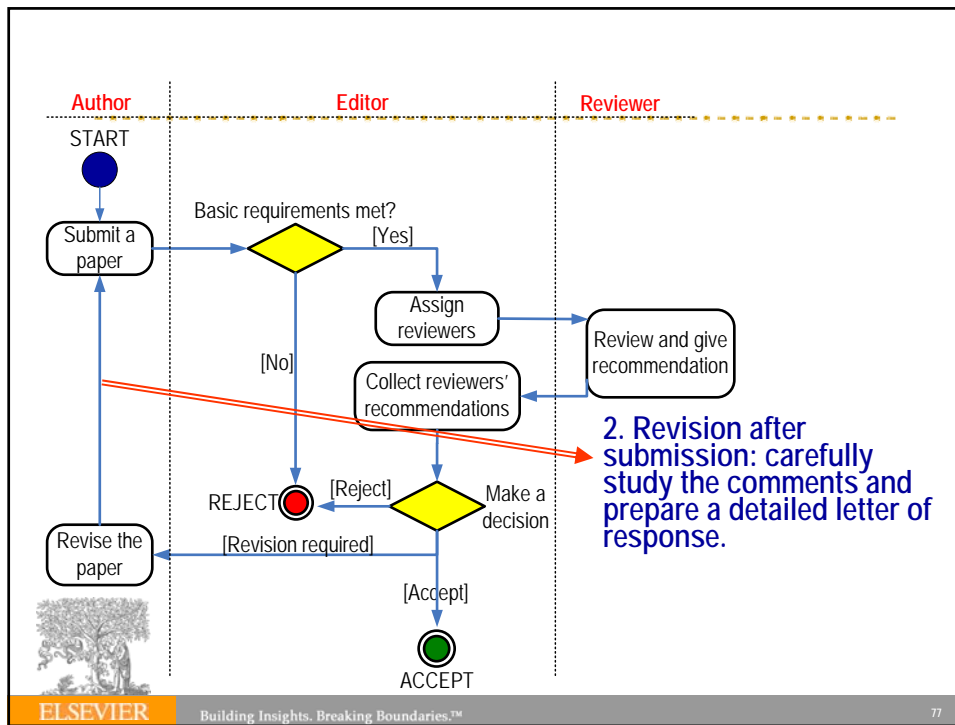 Author
Editor
Reviewer
START
Basic requirements met?
[Yes]
Submit a
paper
Assign
reviewers
Review and give
recommendation
[No]
Collect reviewers'
recommendations
2. Revision after
submission: carefully
study the comments and
prepare a detailed letter of
response.
REJECT
[Reject]
Make a
decision
Revise the
paper
[Revision required]
[Accept]
ACCEPT
ELSEVIER
Building Insights. Breaking Boundaries.™
77